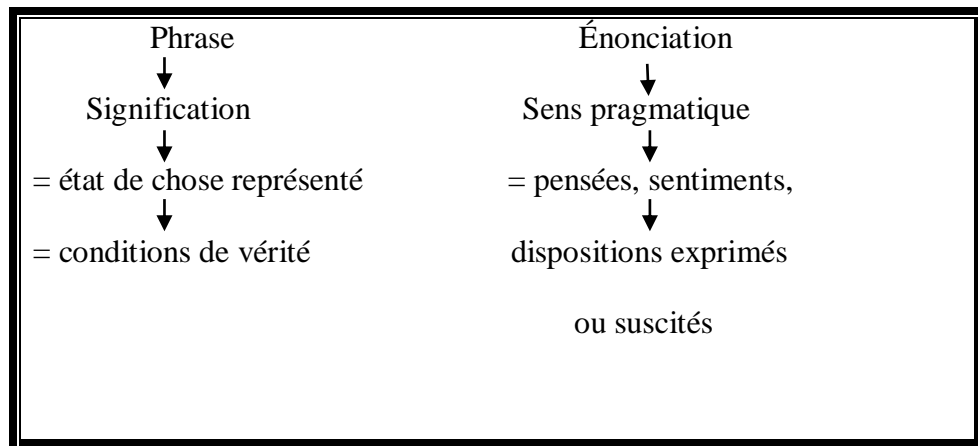 Phrase Énonciation
Signification Sens pragmatique
= état de chose représenté = pensées, sentiments,
= conditions de vérité dispositions exprimés
ou suscités